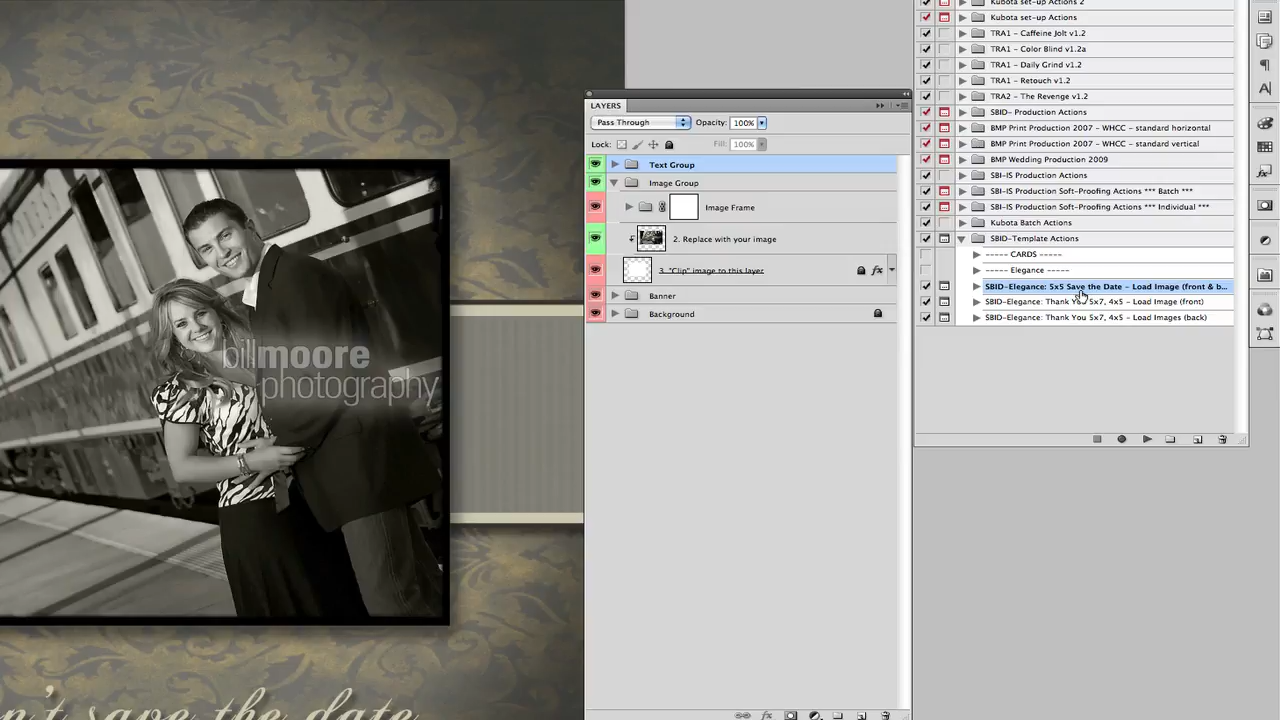 Kubota set-up Actions 2
Kubota set-up Actions
TRA1 - Caffeine Jolt v1.2
TRA1 - Color Blind v1.2a
TRA1 - Daily Grind v1.2
TRA1 - Retouch v1.2
TRA2 - The Revenge v1.2
SBID- Production Actions
BMP Print Production 2007 - WHCC - standard horizontal
BMP Print Production 2007 - WHCC - standard vertical
BMP Wedding Production 2009
SBI-IS Production Actions
SBI-IS Production Soft-Proofing Actions *** Batch ***
SBI-IS Production Soft-Proofing Actions *** Individual ***
Kubota Batch Actions
SBID-Template Actions
----- CARDS -----
----- Elegance -----
SBID-Elegance: 5x5 Save the Date - Load Image (front & b...
SBID-Elegance: Thank You 5x7, 4x5 - Load Image (front)
SBID-Elegance: Thank You 5x7, 4x5 - Load Images (back)
LAYERS
Pass Through Opacity: 100%
Lock: Fill: 100%
Text Group
Image Group
Image Frame
2. Replace with your image
3. "Clip" image to this layer
fx
Banner
Background
fx
billmoore
photography
n't save the date